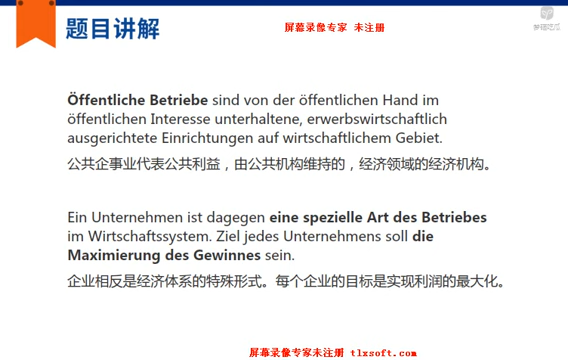 题目讲解
屏幕录像专家 未注册
Öffentliche Betriebe sind von der öffentlichen Hand im
öffentlichen Interesse unterhaltene, erwerbswirtschaftlich
ausgerichtete Einrichtungen auf wirtschaftlichem Gebiet.
公共企事业代表公共利益，由公共机构维持的，经济领域的经济机构。
Ein Unternehmen ist dagegen eine spezielle Art des Betriebes
im Wirtschaftssystem. Ziel jedes Unternehmens soll die
Maximierung des Gewinnes sein.
企业相反是经济体系的特殊形式。每个企业的目标是实现利润的最大化。
屏幕录像专家未注册 tlxsoft.com